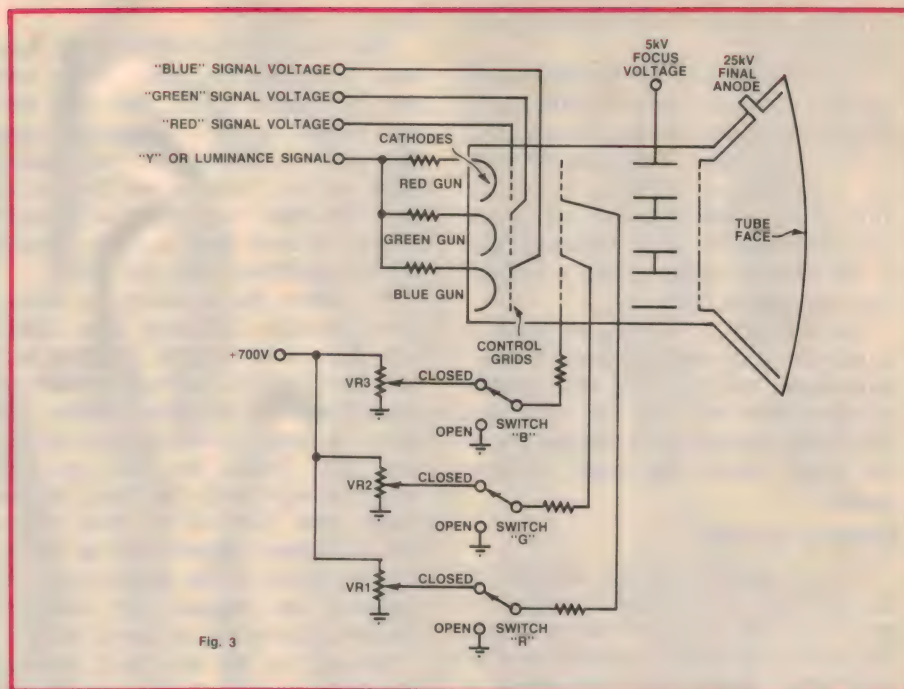 "BLUE" SIGNAL VOLTAGE
"GREEN" SIGNAL VOLTAGE
"RED" SIGNAL VOLTAGE
"Y" OR LUMINANCE SIGNAL
CATHODES
RED GUN
GREEN GUN
BLUE GUN
CONTROL
GRIDS
5kV
FOCUS
VOLTAGE
25kV
FINAL
ANODE
TUBE
FACE
+700V
VR3
CLOSED
OPEN
SWITCH
"B"
VR2
CLOSED
OPEN
SWITCH
"G"
VR1
CLOSED
OPEN
SWITCH
"R"
Fig. 3